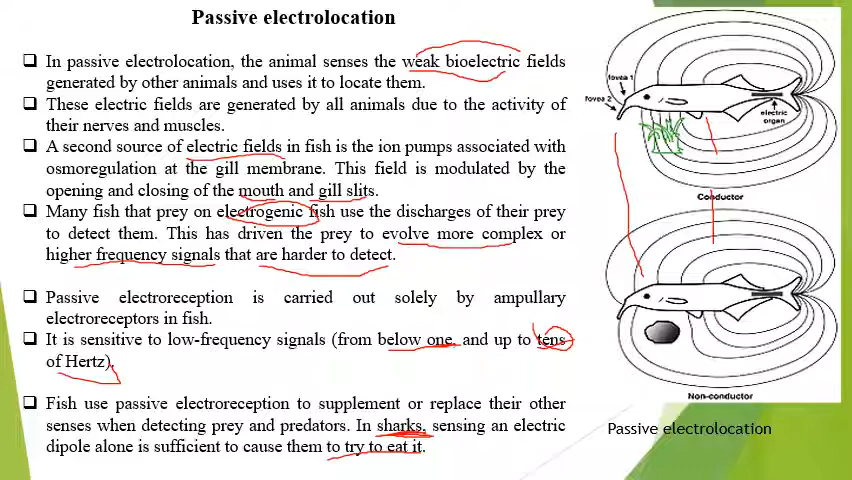 Passive electrolocation
❑ In passive electrolocation, the animal senses the weak bioelectric fields
generated by other animals and uses it to locate them.
❑ These electric fields are generated by all animals due to the activity of
their nerves and muscles.
❑ A second source of electric fields in fish is the ion pumps associated with
osmoregulation at the gill membrane. This field is modulated by the
opening and closing of the mouth and gill slits.
❑ Many fish that prey on electrogenic fish use the discharges of their prey
to detect them. This has driven the prey to evolve more complex or
higher frequency signals that are harder to detect.
❑ Passive electroreception is carried out solely by ampullary
electroreceptors in fish.
❑ It is sensitive to low-frequency signals (from below one and up to tens
of Hertz).
❑ Fish use passive electroreception to supplement or replace their other
senses when detecting prey and predators. In sharks, sensing an electric
dipole alone is sufficient to cause them to try to eat it.
fovea 1
fovea 2
electric
organ
Conductor
Non-conductor
Passive electrolocation